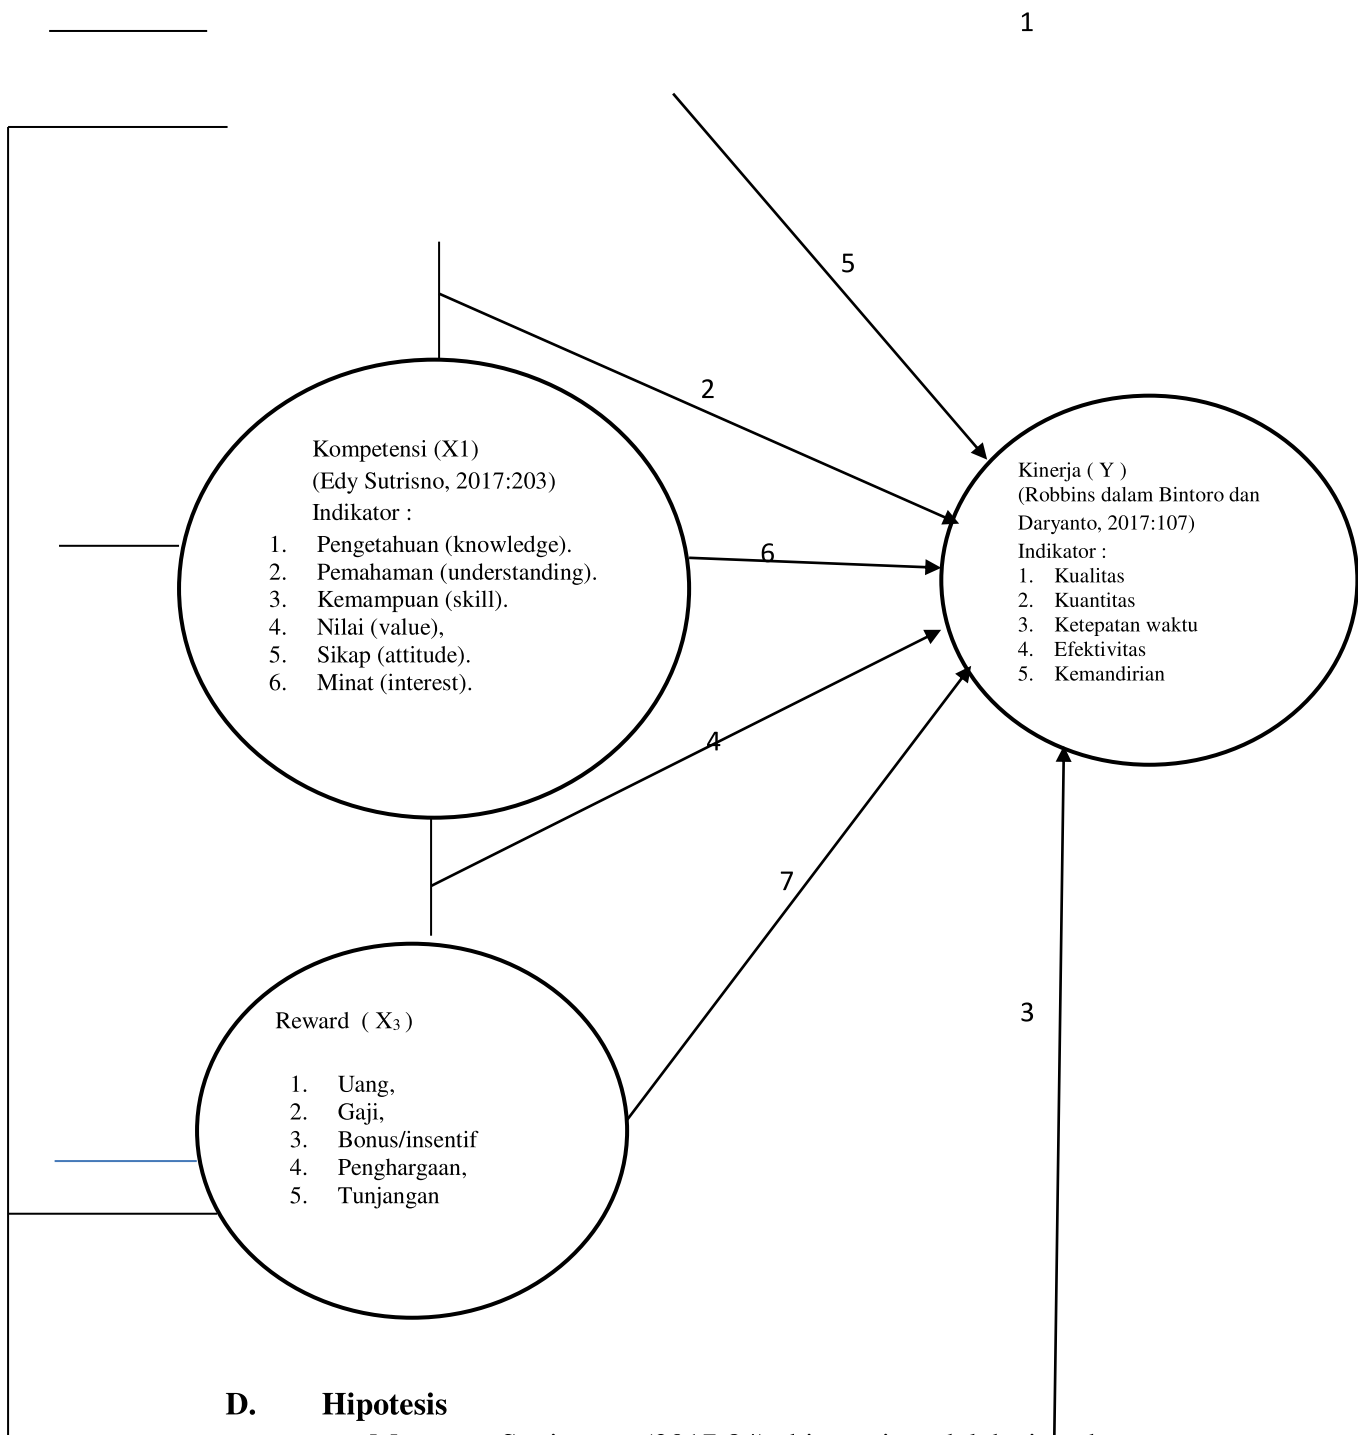 1
5
2
Kompetensi (X1)
(Edy Sutrisno, 2017:203)
Indikator :
1. Pengetahuan (knowledge).
2. Pemahaman (understanding).
3. Kemampuan (skill).
4. Nilai (value),
5. Sikap (attitude).
6. Minat (interest).
6
Kinerja ( Y )
(Robbins dalam Bintoro dan
Daryanto, 2017:107)
Indikator :
1. Kualitas
2. Kuantitas
3. Ketepatan waktu
4. Efektivitas
5. Kemandirian
4
7
3
Reward ( X₃ )
1. Uang,
2. Gaji,
3. Bonus/insentif
4. Penghargaan,
5. Tunjangan
D. Hipotesis